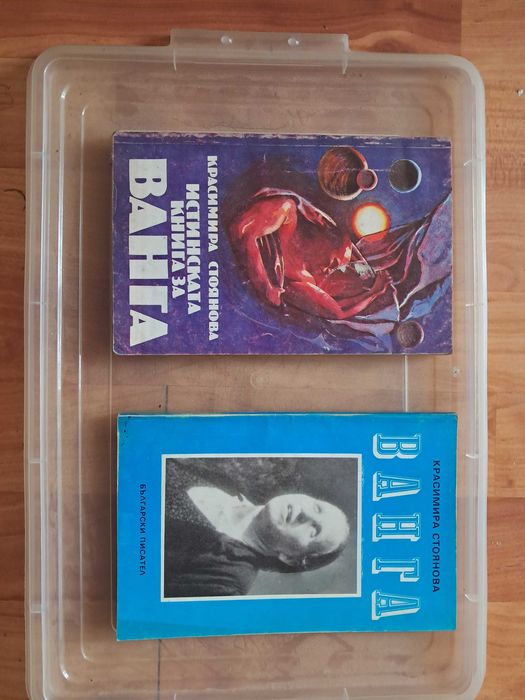 КРАСИМИРА СТОЯНОВА
ИСТИНСКАТА
КНИГА ЗА
ВАНГА
КРАСИМИРА СТОЯНОВА
ВАНГА
БЪЛГАРСКИ ПИСАТЕЛ